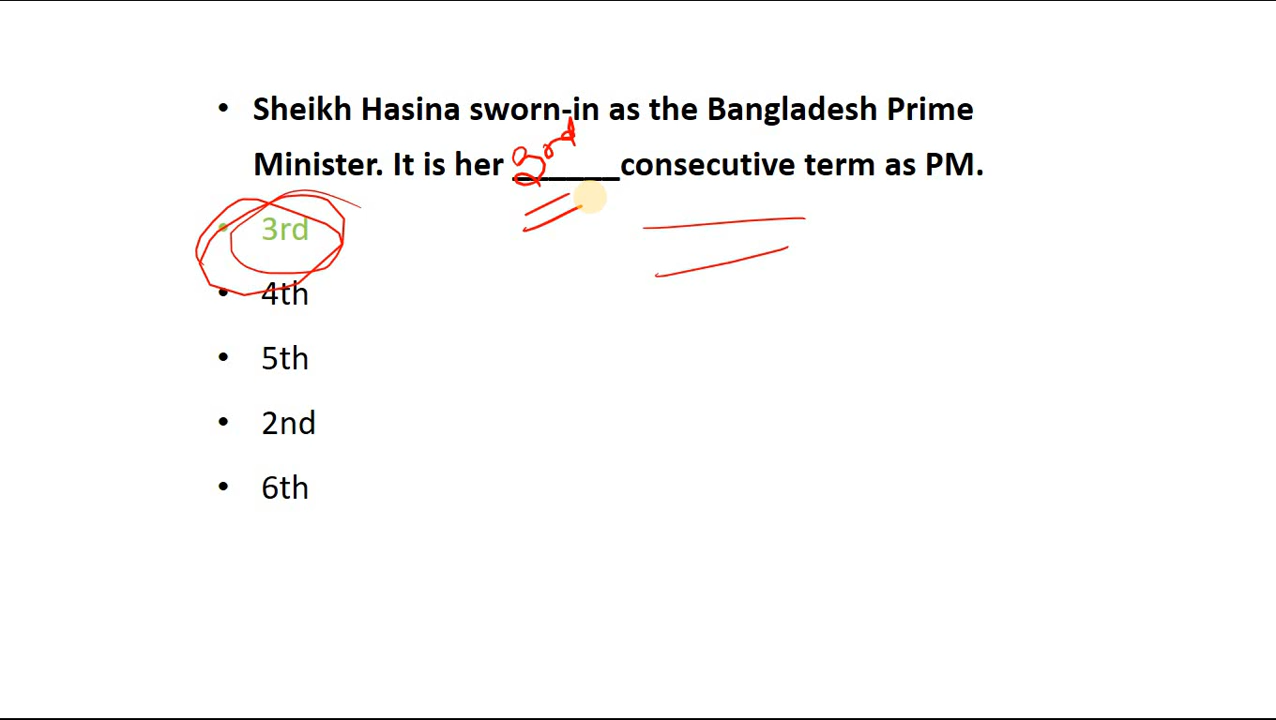 • Sheikh Hasina sworn-in as the Bangladesh Prime
Minister. It is her 3rd ______consecutive term as PM.
• 3rd
• 4th
• 5th
• 2nd
• 6th